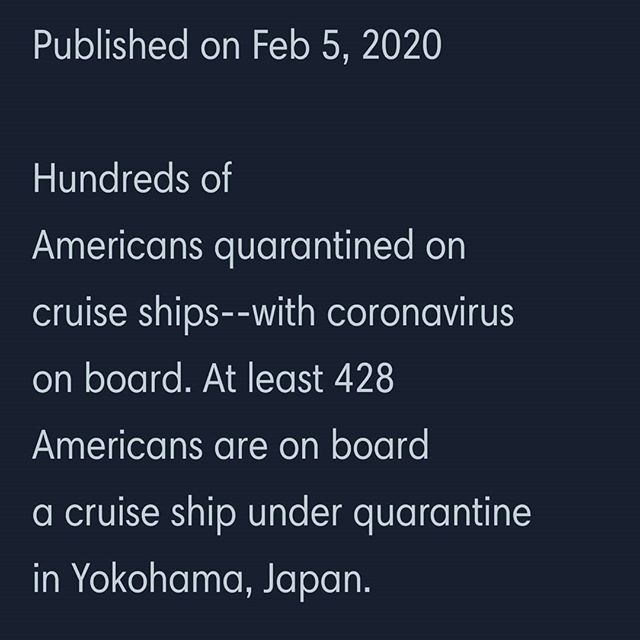 Published on Feb 5, 2020
Hundreds of
Americans quarantined on
cruise ships--with coronavirus
on board. At least 428
Americans are on board
a cruise ship under quarantine
in Yokohama, Japan.